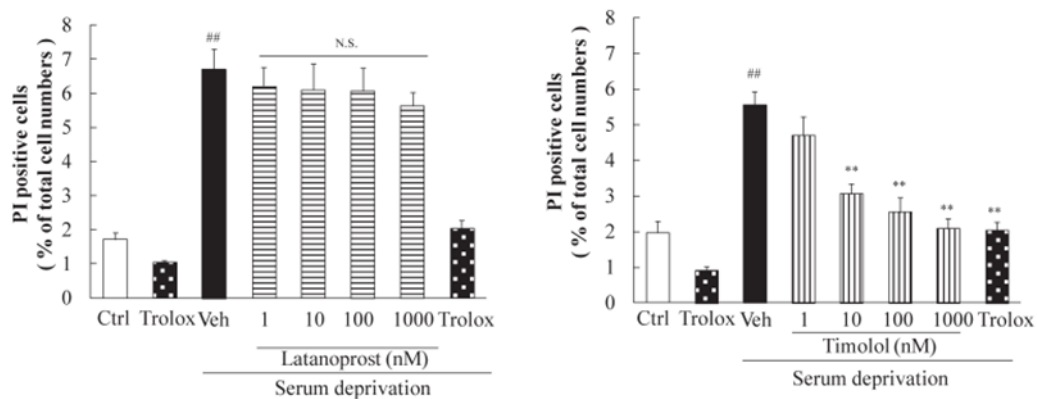 PI positive cells
( % of total cell numbers )
8
7
6
5
4
3
2
1
0
##
N.S.
Ctrl Trolox Veh 1 10 100 1000 Trolox
Latanoprost (nM)
Serum deprivation
PI positive cells
( % of total cell numbers )
8
7
6
5
4
3
2
1
0
##
**
**
**
**
Ctrl Trolox Veh 1 10 100 1000 Trolox
Timolol (nM)
Serum deprivation